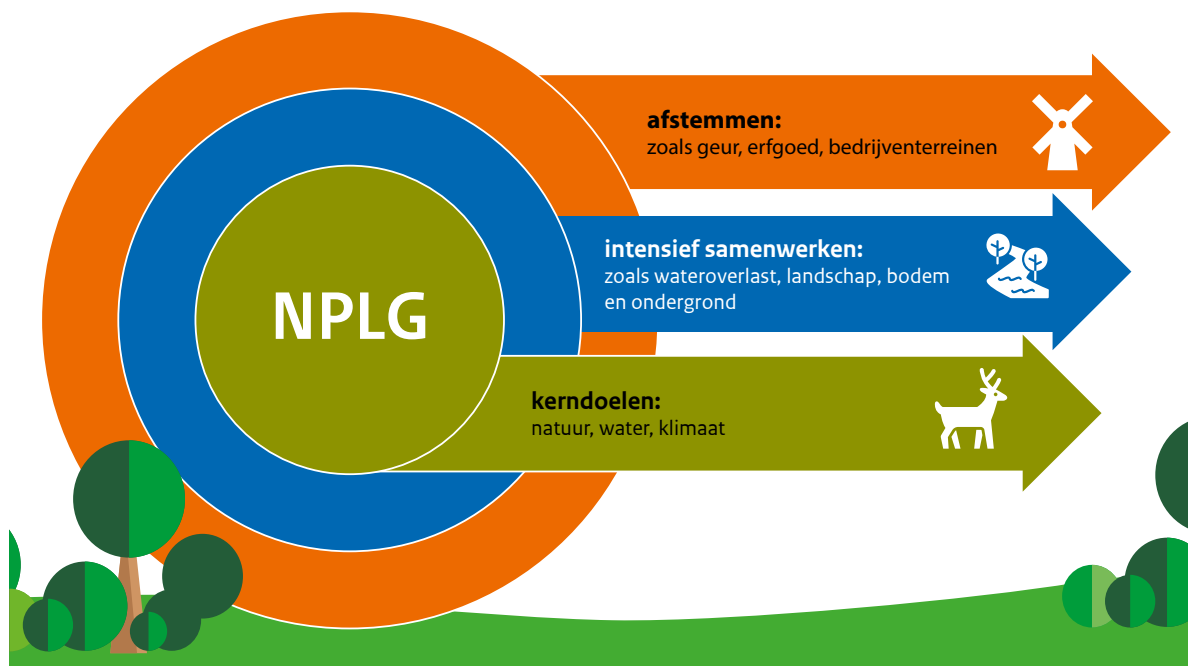 afstemmen:
zoals geur, erfgoed, bedrijventerreinen
intensief samenwerken:
zoals wateroverlast, landschap, bodem
en ondergrond
NPLG
kerndoelen:
natuur, water, klimaat